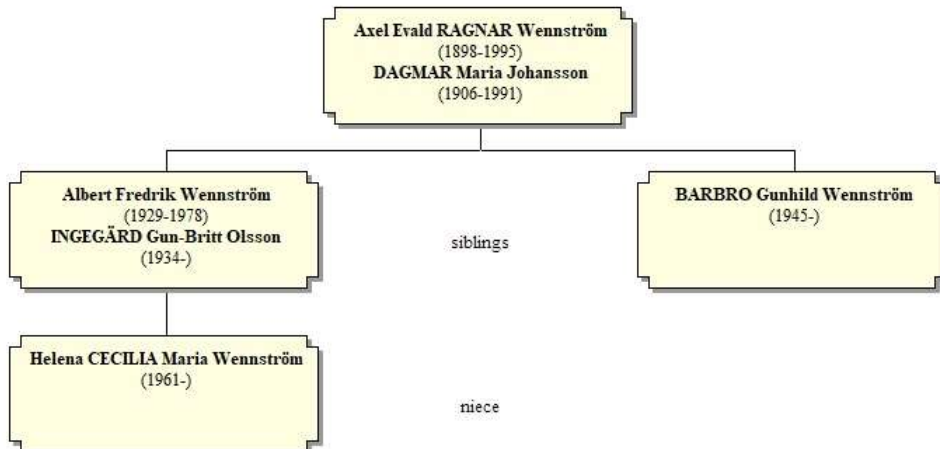 Axel Evald RAGNAR Wennström
(1898-1995)
DAGMAR Maria Johansson
(1906-1991)
Albert Fredrik Wennström
(1929-1978)
INGEGÄRD Gun-Britt Olsson
(1934-)
siblings
BARBRO Gunhild Wennström
(1945-)
Helena CECILIA Maria Wennström
(1961-)
niece